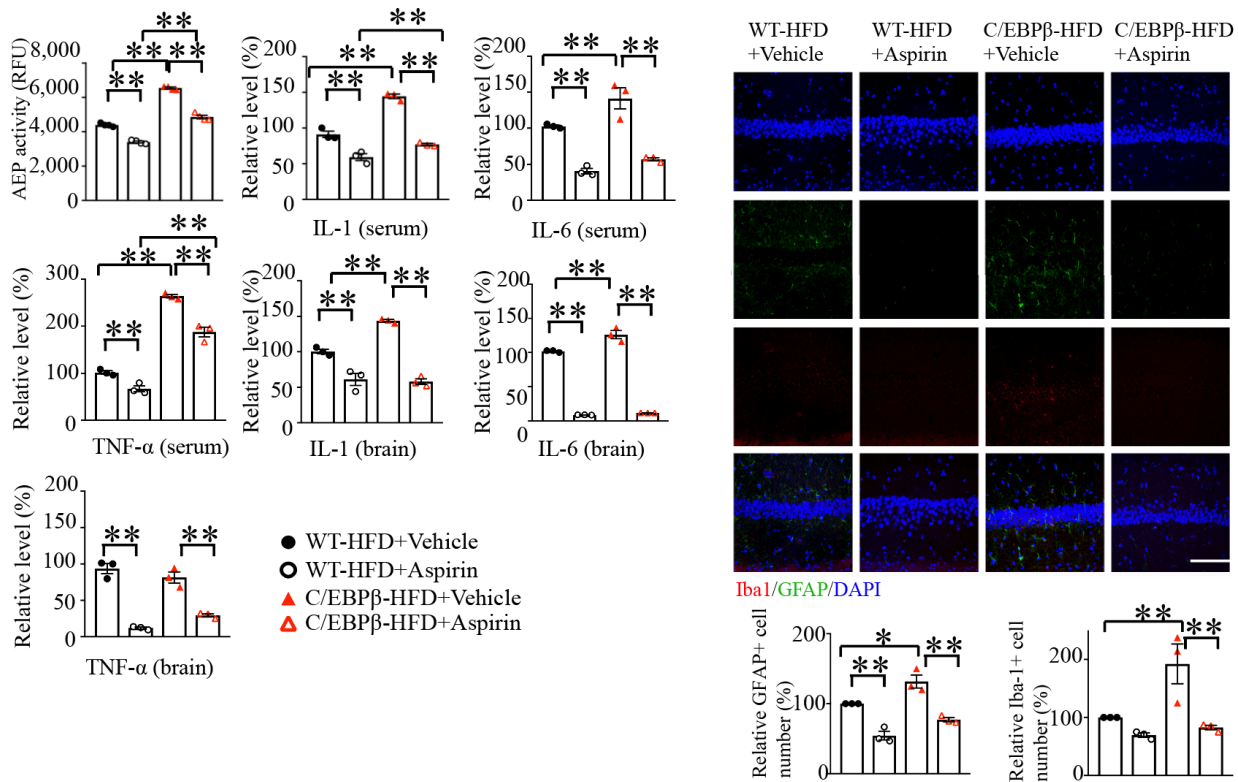 AEP activity (RFU)
8,000
6,000
4,000
2,000
0
** ** ** ** **
Relative level (%)
200
150
100
50
0
** ** ** **
IL-1 (serum)
Relative level (%)
200
150
100
50
0
** ** **
IL-6 (serum)
Relative level (%)
300
200
100
0
** ** ** **
TNF-α (serum)
Relative level (%)
200
150
100
50
0
** ** **
IL-1 (brain)
Relative level (%)
200
150
100
50
0
** ** **
IL-6 (brain)
Relative level (%)
200
150
100
50
0
** **
TNF-α (brain)
WT-HFD+Vehicle
WT-HFD+Aspirin
C/EBPβ-HFD+Vehicle
C/EBPβ-HFD+Aspirin
WT-HFD
+Vehicle
WT-HFD
+Aspirin
C/EBPβ-HFD
+Vehicle
C/EBPβ-HFD
+Aspirin
Iba1/GFAP/DAPI
Relative GFAP+ cell
number (%)
200
100
0
* ** **
Relative Iba-1+ cell
number (%)
200
100
0
** **